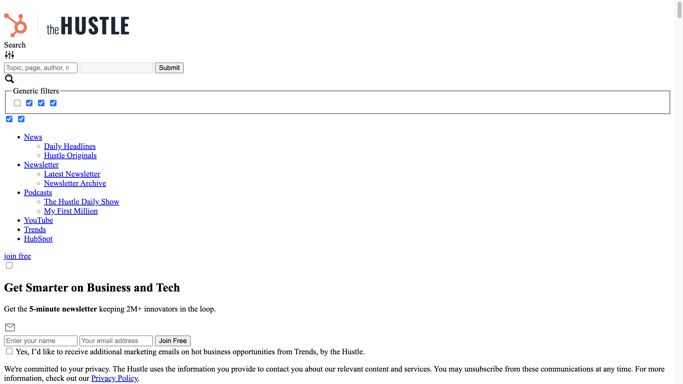 the HUSTLE
Search
Topic, page, author, n
Submit
Generic filters
News
Daily Headlines
Hustle Originals
Newsletter
Latest Newsletter
Newsletter Archive
Podcasts
The Hustle Daily Show
My First Million
YouTube
Trends
HubSpot
join free
Get Smarter on Business and Tech
Get the 5-minute newsletter keeping 2M+ innovators in the loop.
Enter your name Your email address Join Free
Yes, I’d like to receive additional marketing emails on hot business opportunities from Trends, by the Hustle.
We're committed to your privacy. The Hustle uses the information you provide to contact you about our relevant content and services. You may unsubscribe from these communications at any time. For more
information, check out our Privacy Policy.